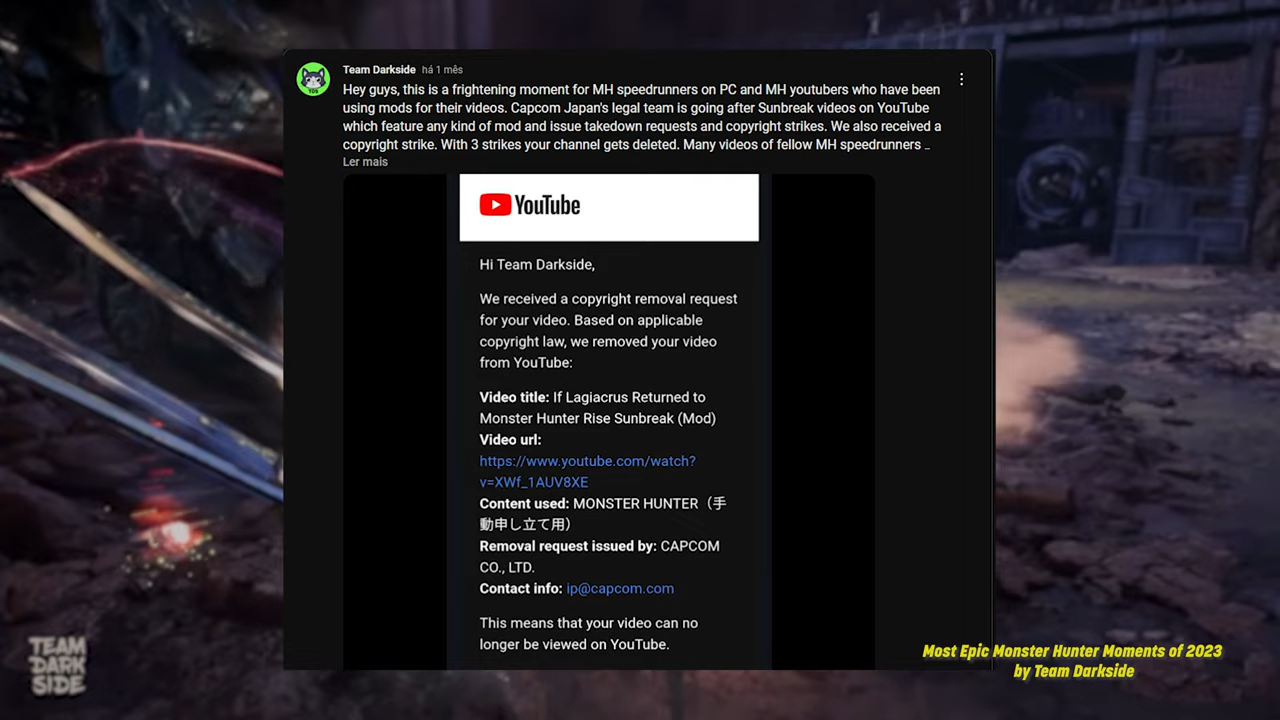 Team Darkside há 1 mês
Hey guys, this is a frightening moment for MH speedrunners on PC and MH youtubers who have been
using mods for their videos. Capcom Japan's legal team is going after Sunbreak videos on YouTube
which feature any kind of mod and issue takedown requests and copyright strikes. We also received a
copyright strike. With 3 strikes your channel gets deleted. Many videos of fellow MH speedrunners ...
Ler mais
YouTube
Hi Team Darkside,
We received a copyright removal request
for your video. Based on applicable
copyright law, we removed your video
from YouTube:
Video title: If Lagiacrus Returned to
Monster Hunter Rise Sunbreak (Mod)
Video url:
https://www.youtube.com/watch?
v=XWf_1AUV8XE
Content used: MONSTER HUNTER（手
動申し立て用）
Removal request issued by: CAPCOM
CO., LTD.
Contact info: ip@capcom.com
This means that your video can no
longer be viewed on YouTube.
TEAM
DARK
SIDE
Most Epic Monster Hunter Moments of 2023
by Team Darkside